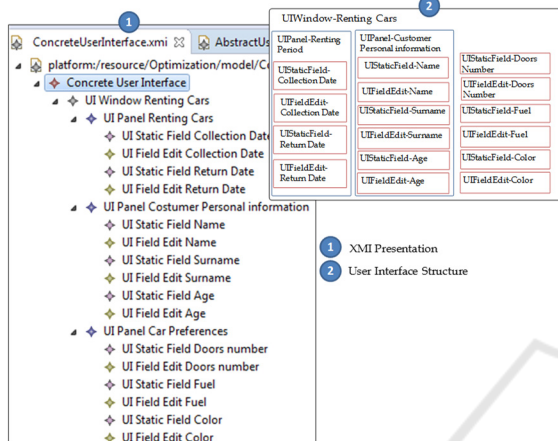 1
ConcreteUserInterface.xmi
AbstractUs
platform:/resource/Optimization/model/Co
Concrete User Interface
UI Window Renting Cars
UI Panel Renting Cars
UI Static Field Collection Date
UI Field Edit Collection Date
UI Static Field Return Date
UI Field Edit Return Date
UI Panel Costumer Personal information
UI Static Field Name
UI Field Edit Name
UI Static Field Surname
UI Field Edit Surname
UI Static Field Age
UI Field Edit Age
UI Panel Car Preferences
UI Static Field Doors number
UI Field Edit Doors number
UI Static Field Fuel
UI Field Edit Fuel
UI Static Field Color
UI Field Edit Color
2
UIWindow-Renting Cars
UIPanel-Renting
Period
UIStaticField-
Collection Date
UIFieldEdit-
Collection Date
UIStaticField-
Return Date
UIFieldEdit-
Return Date
UIPanel-Customer
Personal information
UIStaticField-Name
UIFieldEdit-Name
UIStaticField-Surname
UIFieldEdit-Surname
UIStaticField-Age
UIFieldEdit-Age
UIStaticField-Doors
Number
UIFieldEdit-Doors
Number
UIStaticField-Fuel
UIFieldEdit-Fuel
UIStaticField-Color
UIFieldEdit-Color
1 XMI Presentation
2 User Interface Structure